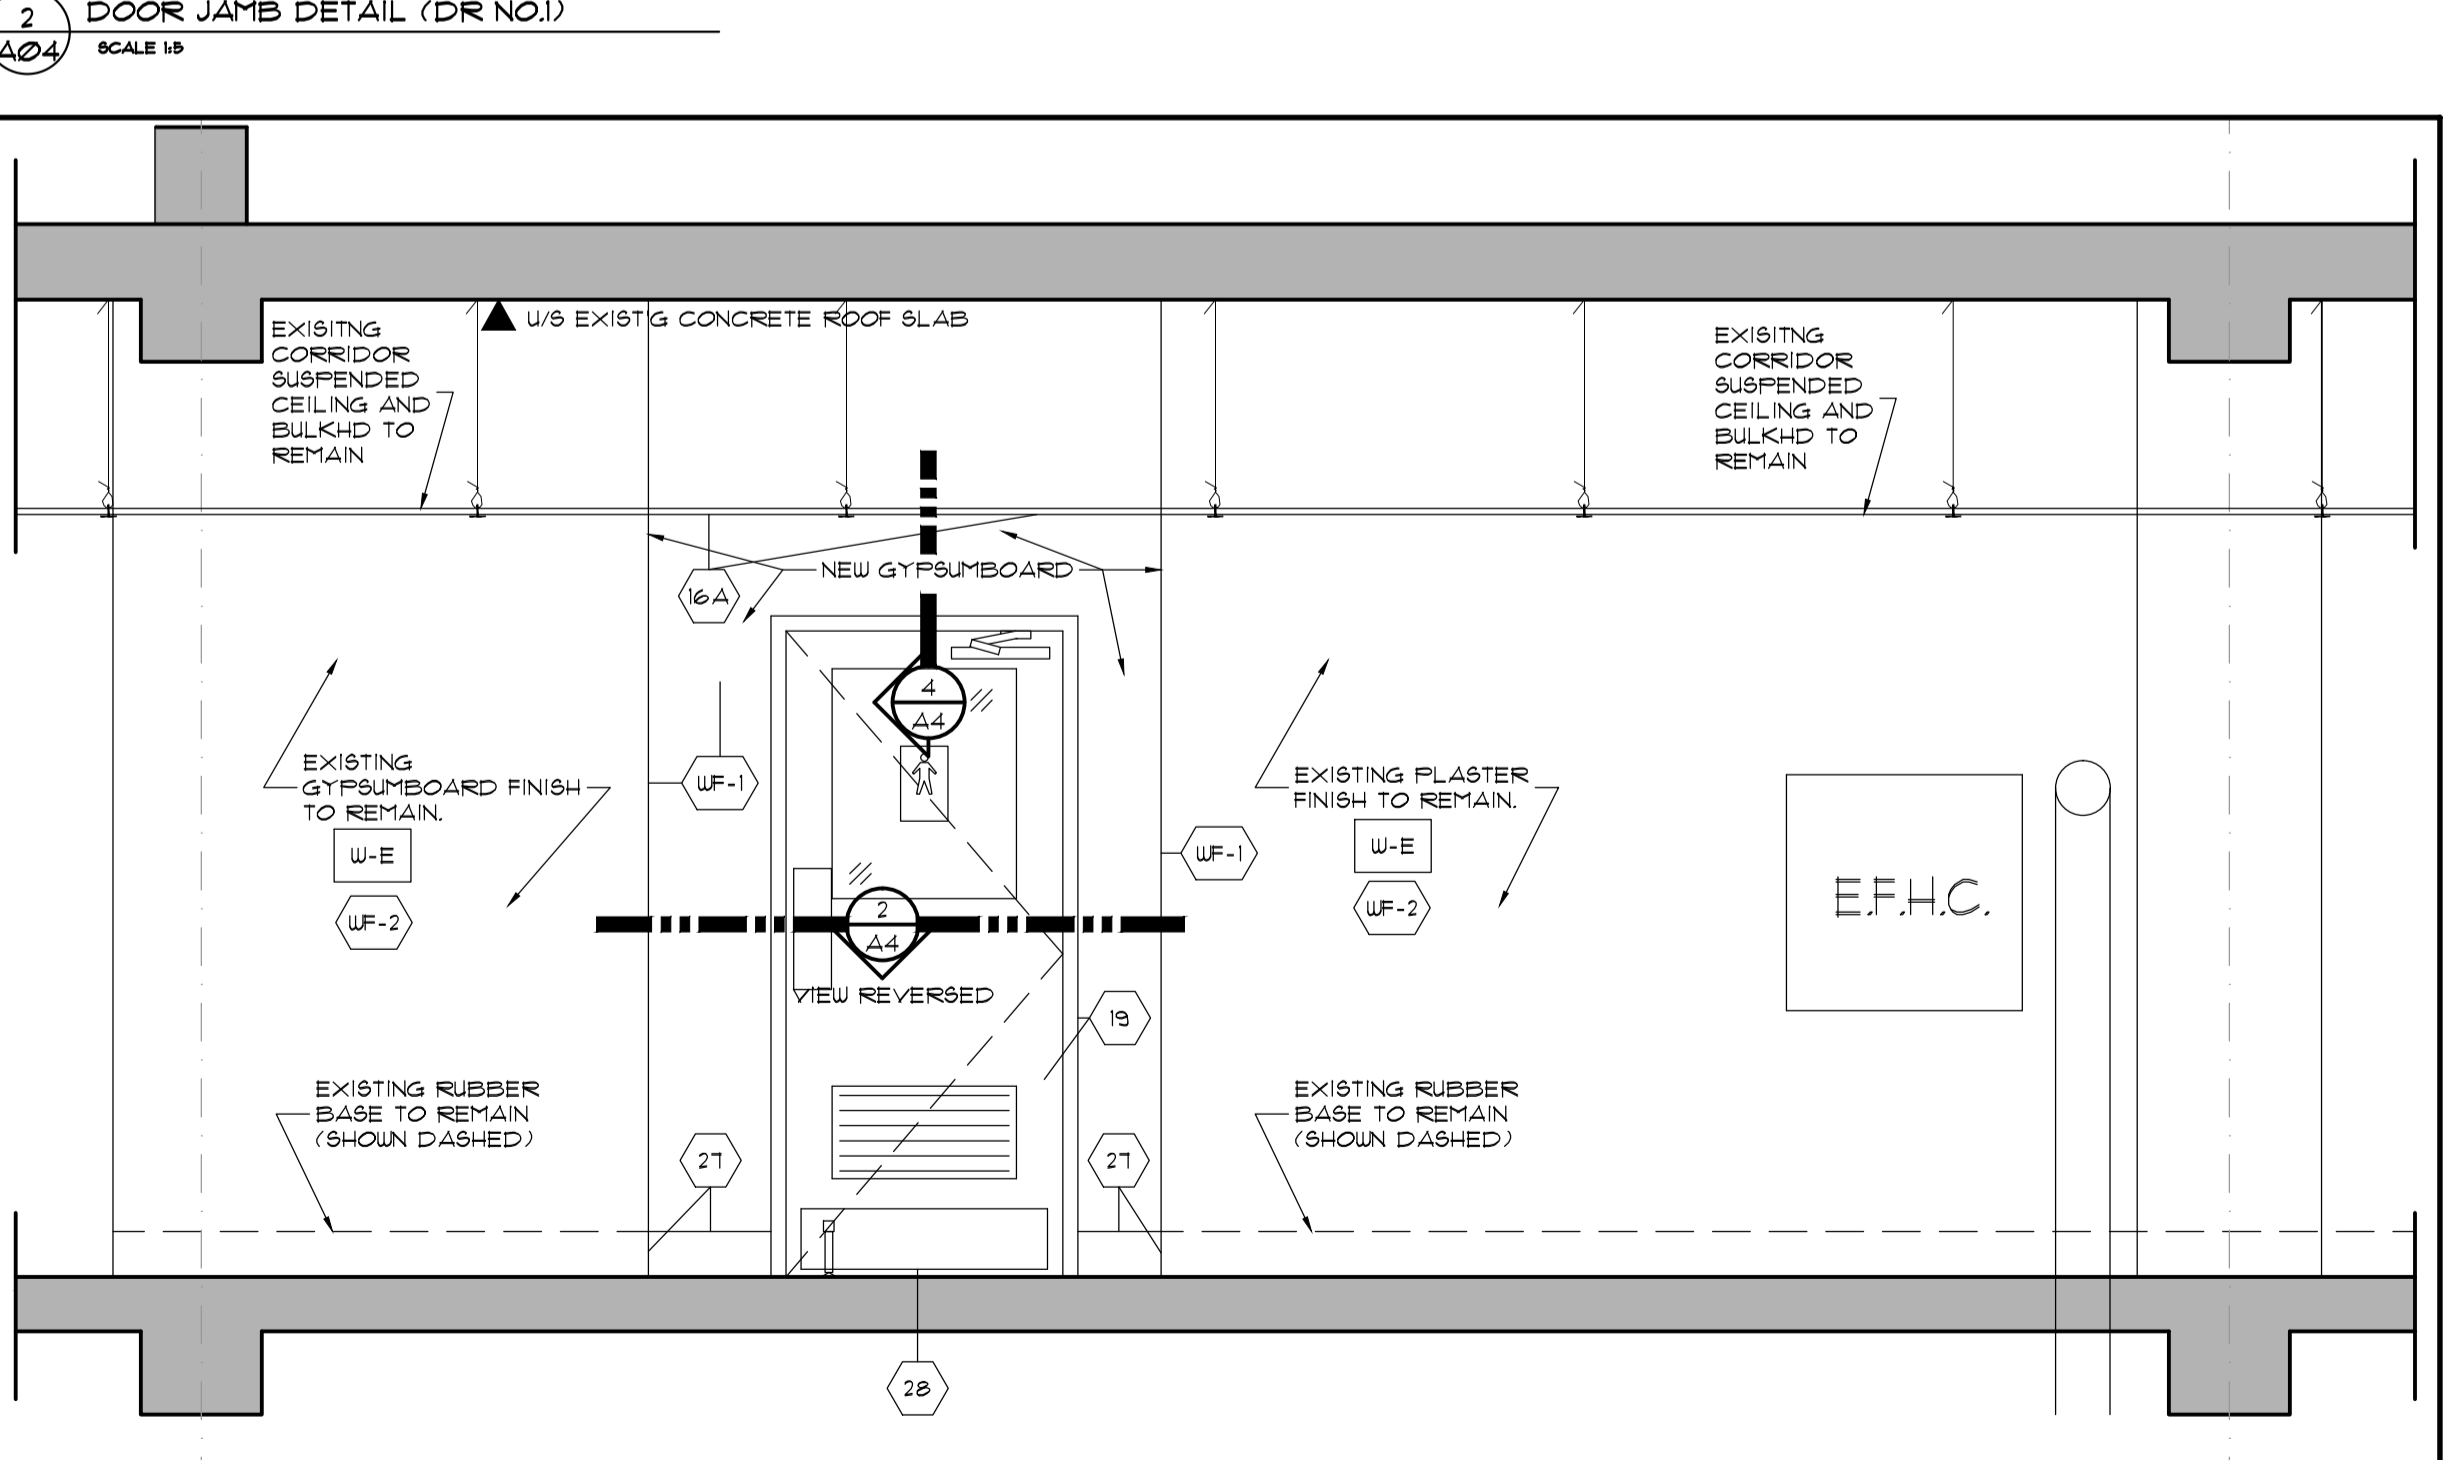 2
A04
DOOR JAMB DETAIL (DR NO.1)
SCALE 1:5
U/S EXIST'G CONCRETE ROOF SLAB
EXISITNG
CORRIDOR
SUSPENDED
CEILING AND
BULKHD TO
REMAIN
EXISITNG
CORRIDOR
SUSPENDED
CEILING AND
BULKHD TO
REMAIN
NEW GYPSUMBOARD
16A
4
A4
EXISTING
GYPSUMBOARD FINISH
TO REMAIN.
W-E
WF-2
WF-1
WF-1
EXISTING PLASTER
FINISH TO REMAIN.
W-E
WF-2
E.F.H.C.
2
A4
VIEW REVERSED
19
EXISTING RUBBER
BASE TO REMAIN
(SHOWN DASHED)
27
27
EXISTING RUBBER
BASE TO REMAIN
(SHOWN DASHED)
28